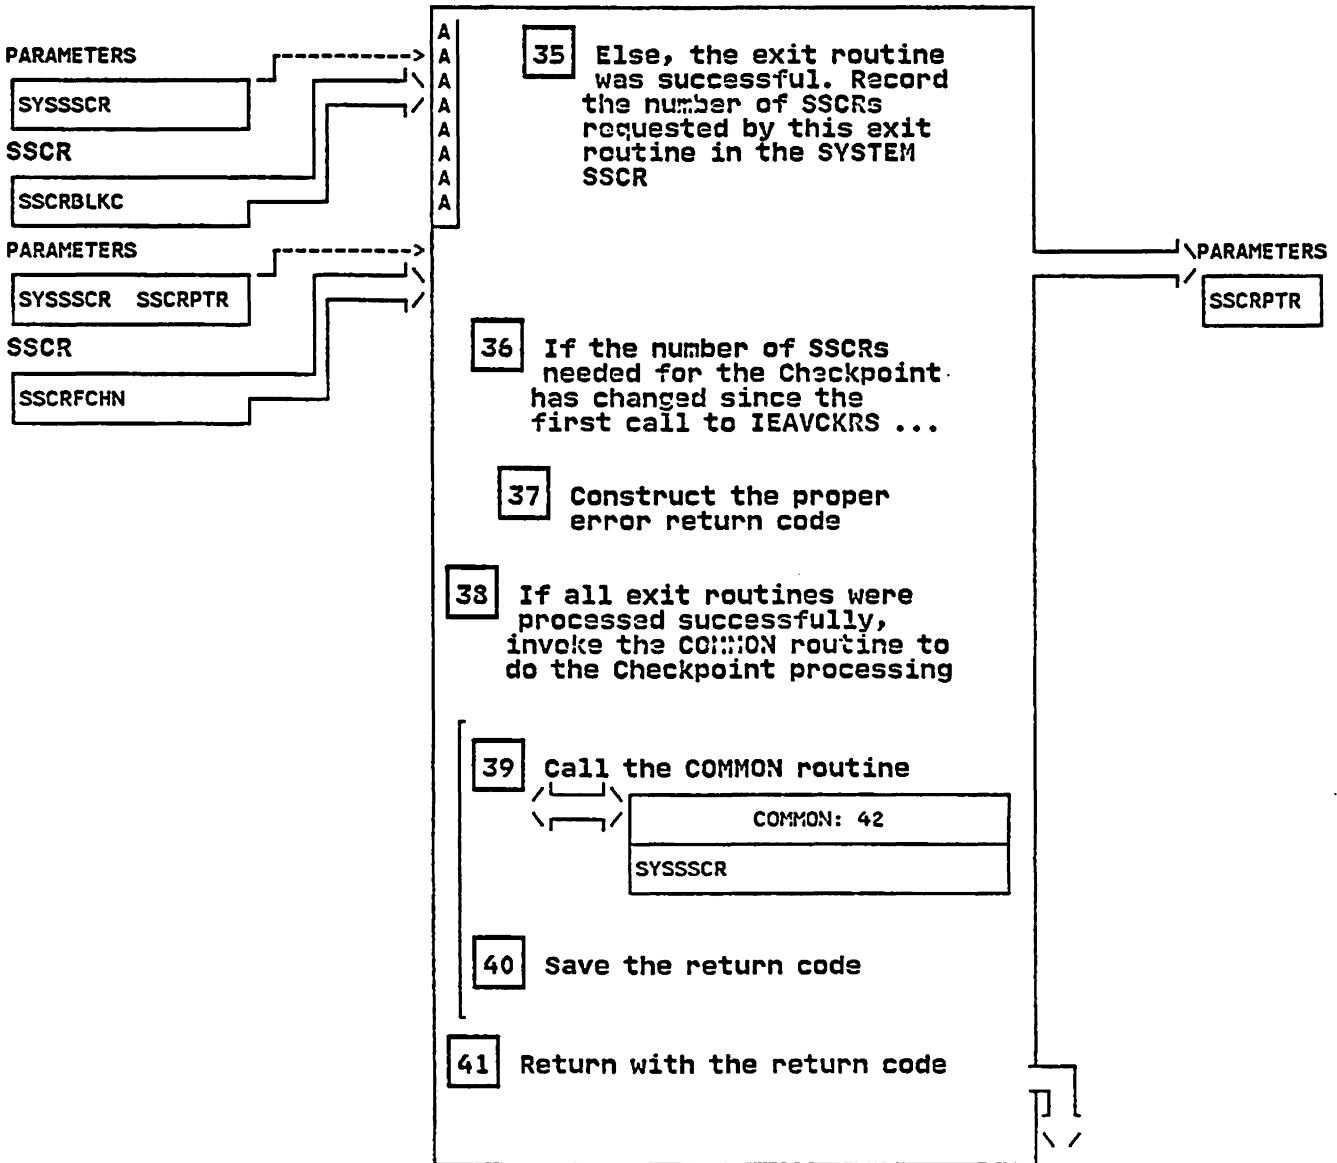 PARAMETERS
SYSSSCR
SSCR
SSCRBLKC
PARAMETERS
SYSSSCR SSCRPTR
SSCR
SSCRFCHN
A
A
A
A
A
A
A
A
35 Else, the exit routine
was successful. Record
the number of SSCRs
requested by this exit
routine in the SYSTEM
SSCR
PARAMETERS
SSCRPTR
36 If the number of SSCRs
needed for the Checkpoint
has changed since the
first call to IEAVCKRS ...
37 Construct the proper
error return code
38 If all exit routines were
processed successfully,
invoke the COMMON routine to
do the Checkpoint processing
39 Call the COMMON routine
COMMON: 42
SYSSSCR
40 Save the return code
41 Return with the return code